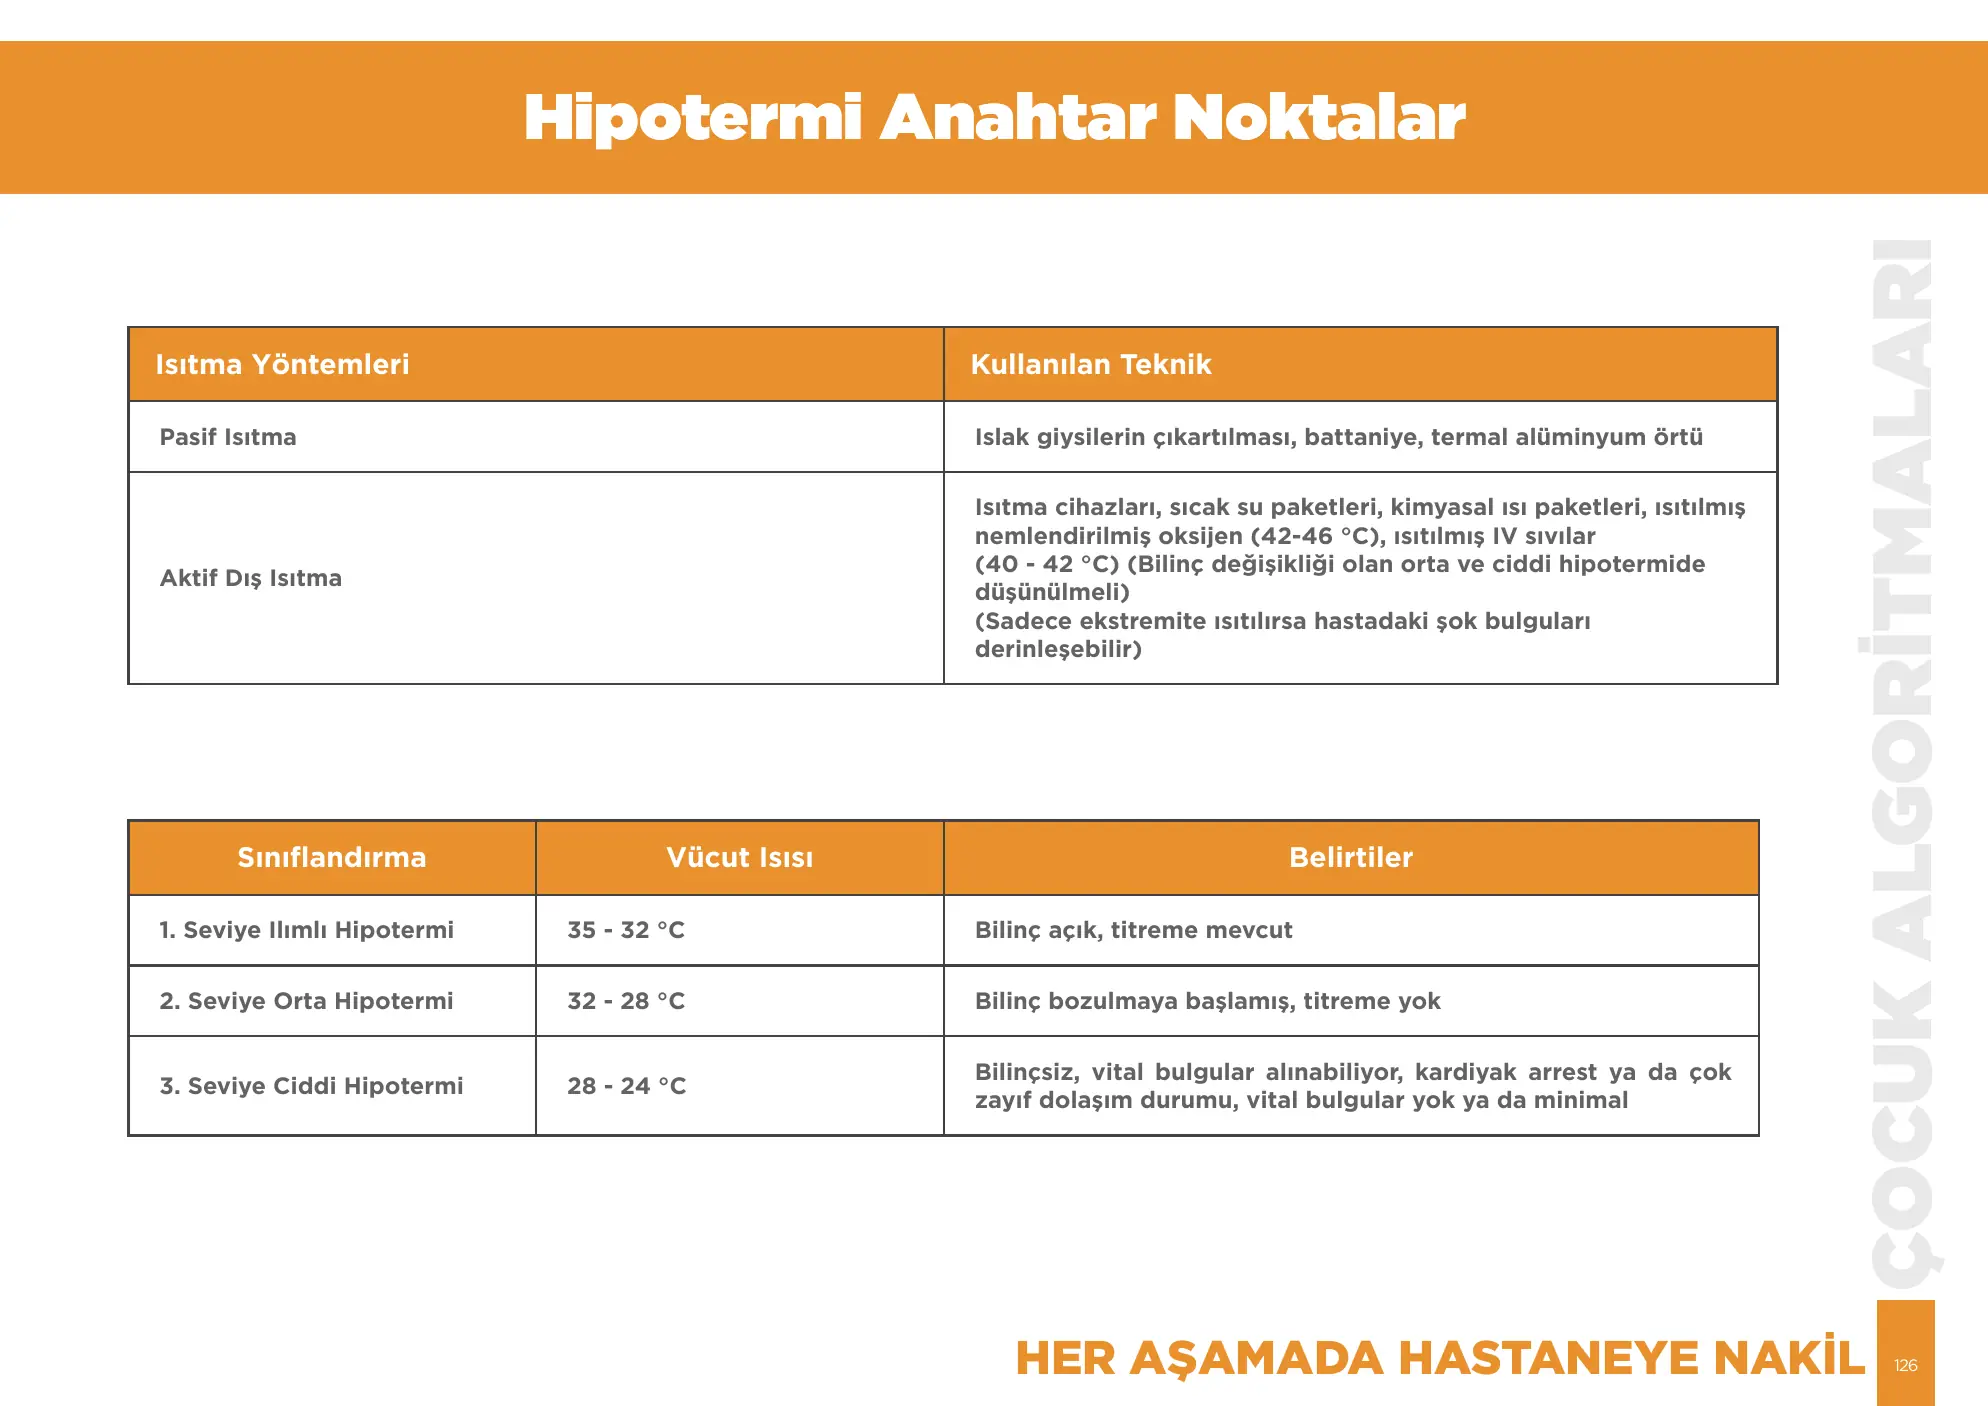 Hipotermi Anahtar Noktalar
Isıtma Yöntemleri
Kullanılan Teknik
Pasif Isıtma
Islak giysilerin çıkartılması, battaniye, termal alüminyum örtü
Aktif Dış Isıtma
Isıtma cihazları, sıcak su paketleri, kimyasal ısı paketleri, ısıtılmış
nemlendirilmiş oksijen (42-46 °C), ısıtılmış IV sıvılar
(40 - 42 °C) (Bilinç değişikliği olan orta ve ciddi hipotermide
düşünülmeli)
(Sadece ekstremite ısıtılırsa hastadaki şok bulguları
derinleşebilir)
Sınıflandırma
Vücut Isısı
Belirtiler
1. Seviye Ilımlı Hipotermi
35 - 32 °C
Bilinç açık, titreme mevcut
2. Seviye Orta Hipotermi
32 - 28 °C
Bilinç bozulmaya başlamış, titreme yok
3. Seviye Ciddi Hipotermi
28 - 24 °C
Bilinçsiz, vital bulgular alınabiliyor, kardiyak arrest ya da çok
zayıf dolaşım durumu, vital bulgular yok ya da minimal
ÇOCUK ALGORİTMALARI
HER AŞAMADA HASTANEYE NAKİL
126